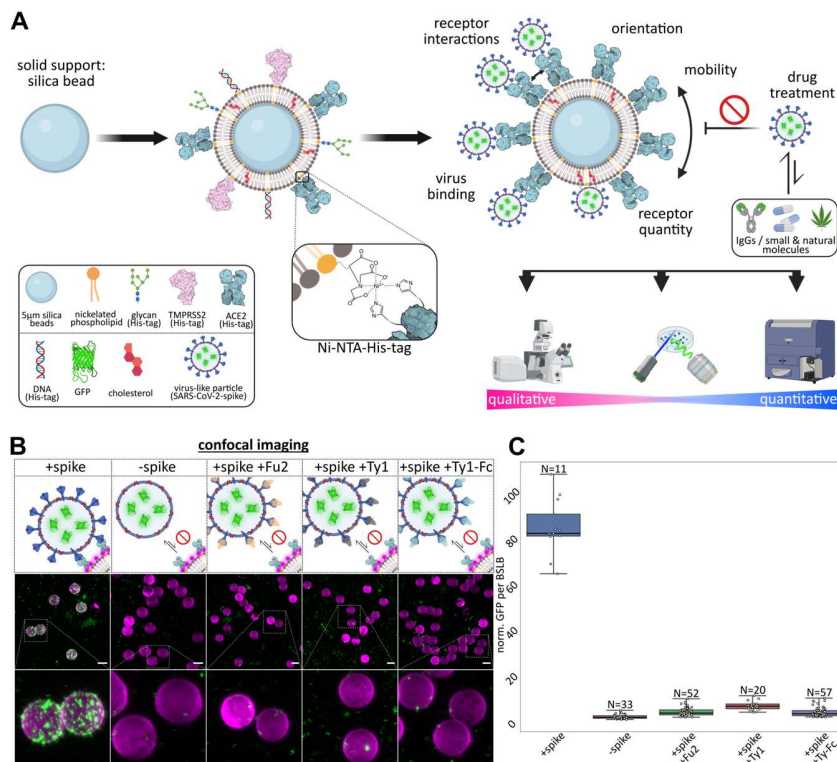 A
solid support:
silica bead
receptor
interactions
orientation
mobility
drug
treatment
virus
binding
receptor
quantity
IgGs / small & natural
molecules
Ni-NTA-His-tag
5µm silica
beads
nickelated
phospholipid
glycan
(His-tag)
TMPRSS2
(His-tag)
ACE2
(His-tag)
DNA
(His-tag)
GFP
cholesterol
virus-like particle
(SARS-CoV-2-spike)
qualitative
quantitative
B
confocal imaging
+spike
-spike
+spike +Fu2
+spike +Ty1
+spike +Ty1-Fc
C
norm. GFP per BSLB
100
80
60
40
20
0
N=11
N=33
N=52
N=20
N=57
+spike
-spike
+spike
+Fu2
+spike
+Ty1
+spike
+Ty-Fc